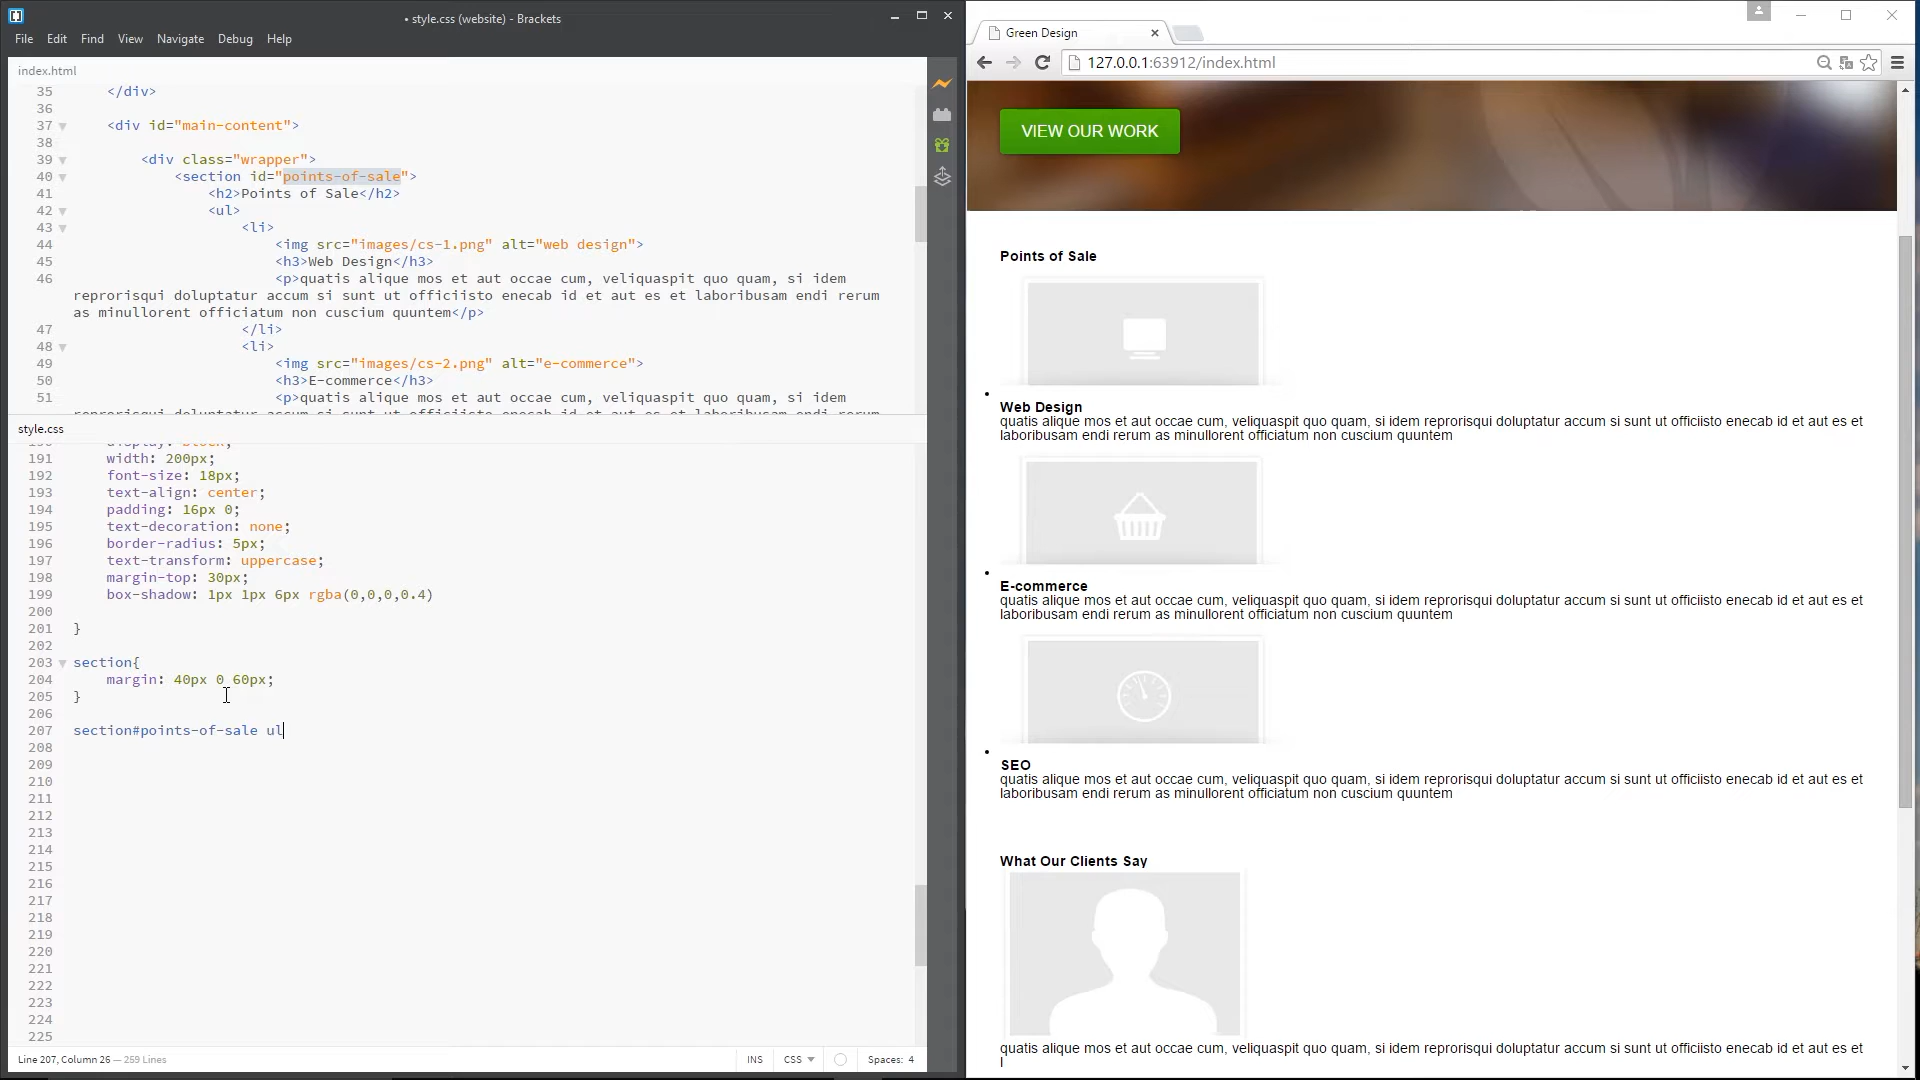 • style.css (website) - Brackets
File Edit Find View Navigate Debug Help
index.html
35 </div>
36
37 <div id="main-content">
38
39 <div class="wrapper">
40 <section id="points-of-sale">
41 <h2>Points of Sale</h2>
42 <ul>
43 <li>
44 <img src="images/cs-1.png" alt="web design">
45 <h3>Web Design</h3>
46 <p>quatis alique mos et aut occae cum, veliquaspit quo quam, si idem
reprorisqui doluptatur accum si sunt ut officiisto enecab id et aut es et laboribusam endi rerum
as minullorent officiatum non cuscium quuntem</p>
47 </li>
48 <li>
49 <img src="images/cs-2.png" alt="e-commerce">
50 <h3>E-commerce</h3>
51 <p>quatis alique mos et aut occae cum, veliquaspit quo quam, si idem
reprorisqui doluptatur accum si sunt ut officiisto enecab id et aut es et laboribusam endi rerum
style.css
190 display: block;
191 width: 200px;
192 font-size: 18px;
193 text-align: center;
194 padding: 16px 0;
195 text-decoration: none;
196 border-radius: 5px;
197 text-transform: uppercase;
198 margin-top: 30px;
199 box-shadow: 1px 1px 6px rgba(0,0,0,0.4)
200
201 }
202
203 section{
204 margin: 40px 0 60px;
205 }
206
207 section#points-of-sale ul
208
209
210
211
212
213
214
215
216
217
218
219
220
221
222
223
224
225
Line 207, Column 26 — 259 Lines
INS CSS Spaces: 4
Green Design
127.0.0.1:63912/index.html
VIEW OUR WORK
Points of Sale
Web Design
quatis alique mos et aut occae cum, veliquaspit quo quam, si idem reprorisqui doluptatur accum si sunt ut officiisto enecab id et aut es et
laboribusam endi rerum as minullorent officiatum non cuscium quuntem
E-commerce
quatis alique mos et aut occae cum, veliquaspit quo quam, si idem reprorisqui doluptatur accum si sunt ut officiisto enecab id et aut es et
laboribusam endi rerum as minullorent officiatum non cuscium quuntem
SEO
quatis alique mos et aut occae cum, veliquaspit quo quam, si idem reprorisqui doluptatur accum si sunt ut officiisto enecab id et aut es et
laboribusam endi rerum as minullorent officiatum non cuscium quuntem
What Our Clients Say
quatis alique mos et aut occae cum, veliquaspit quo quam, si idem reprorisqui doluptatur accum si sunt ut officiisto enecab id et aut es et
l